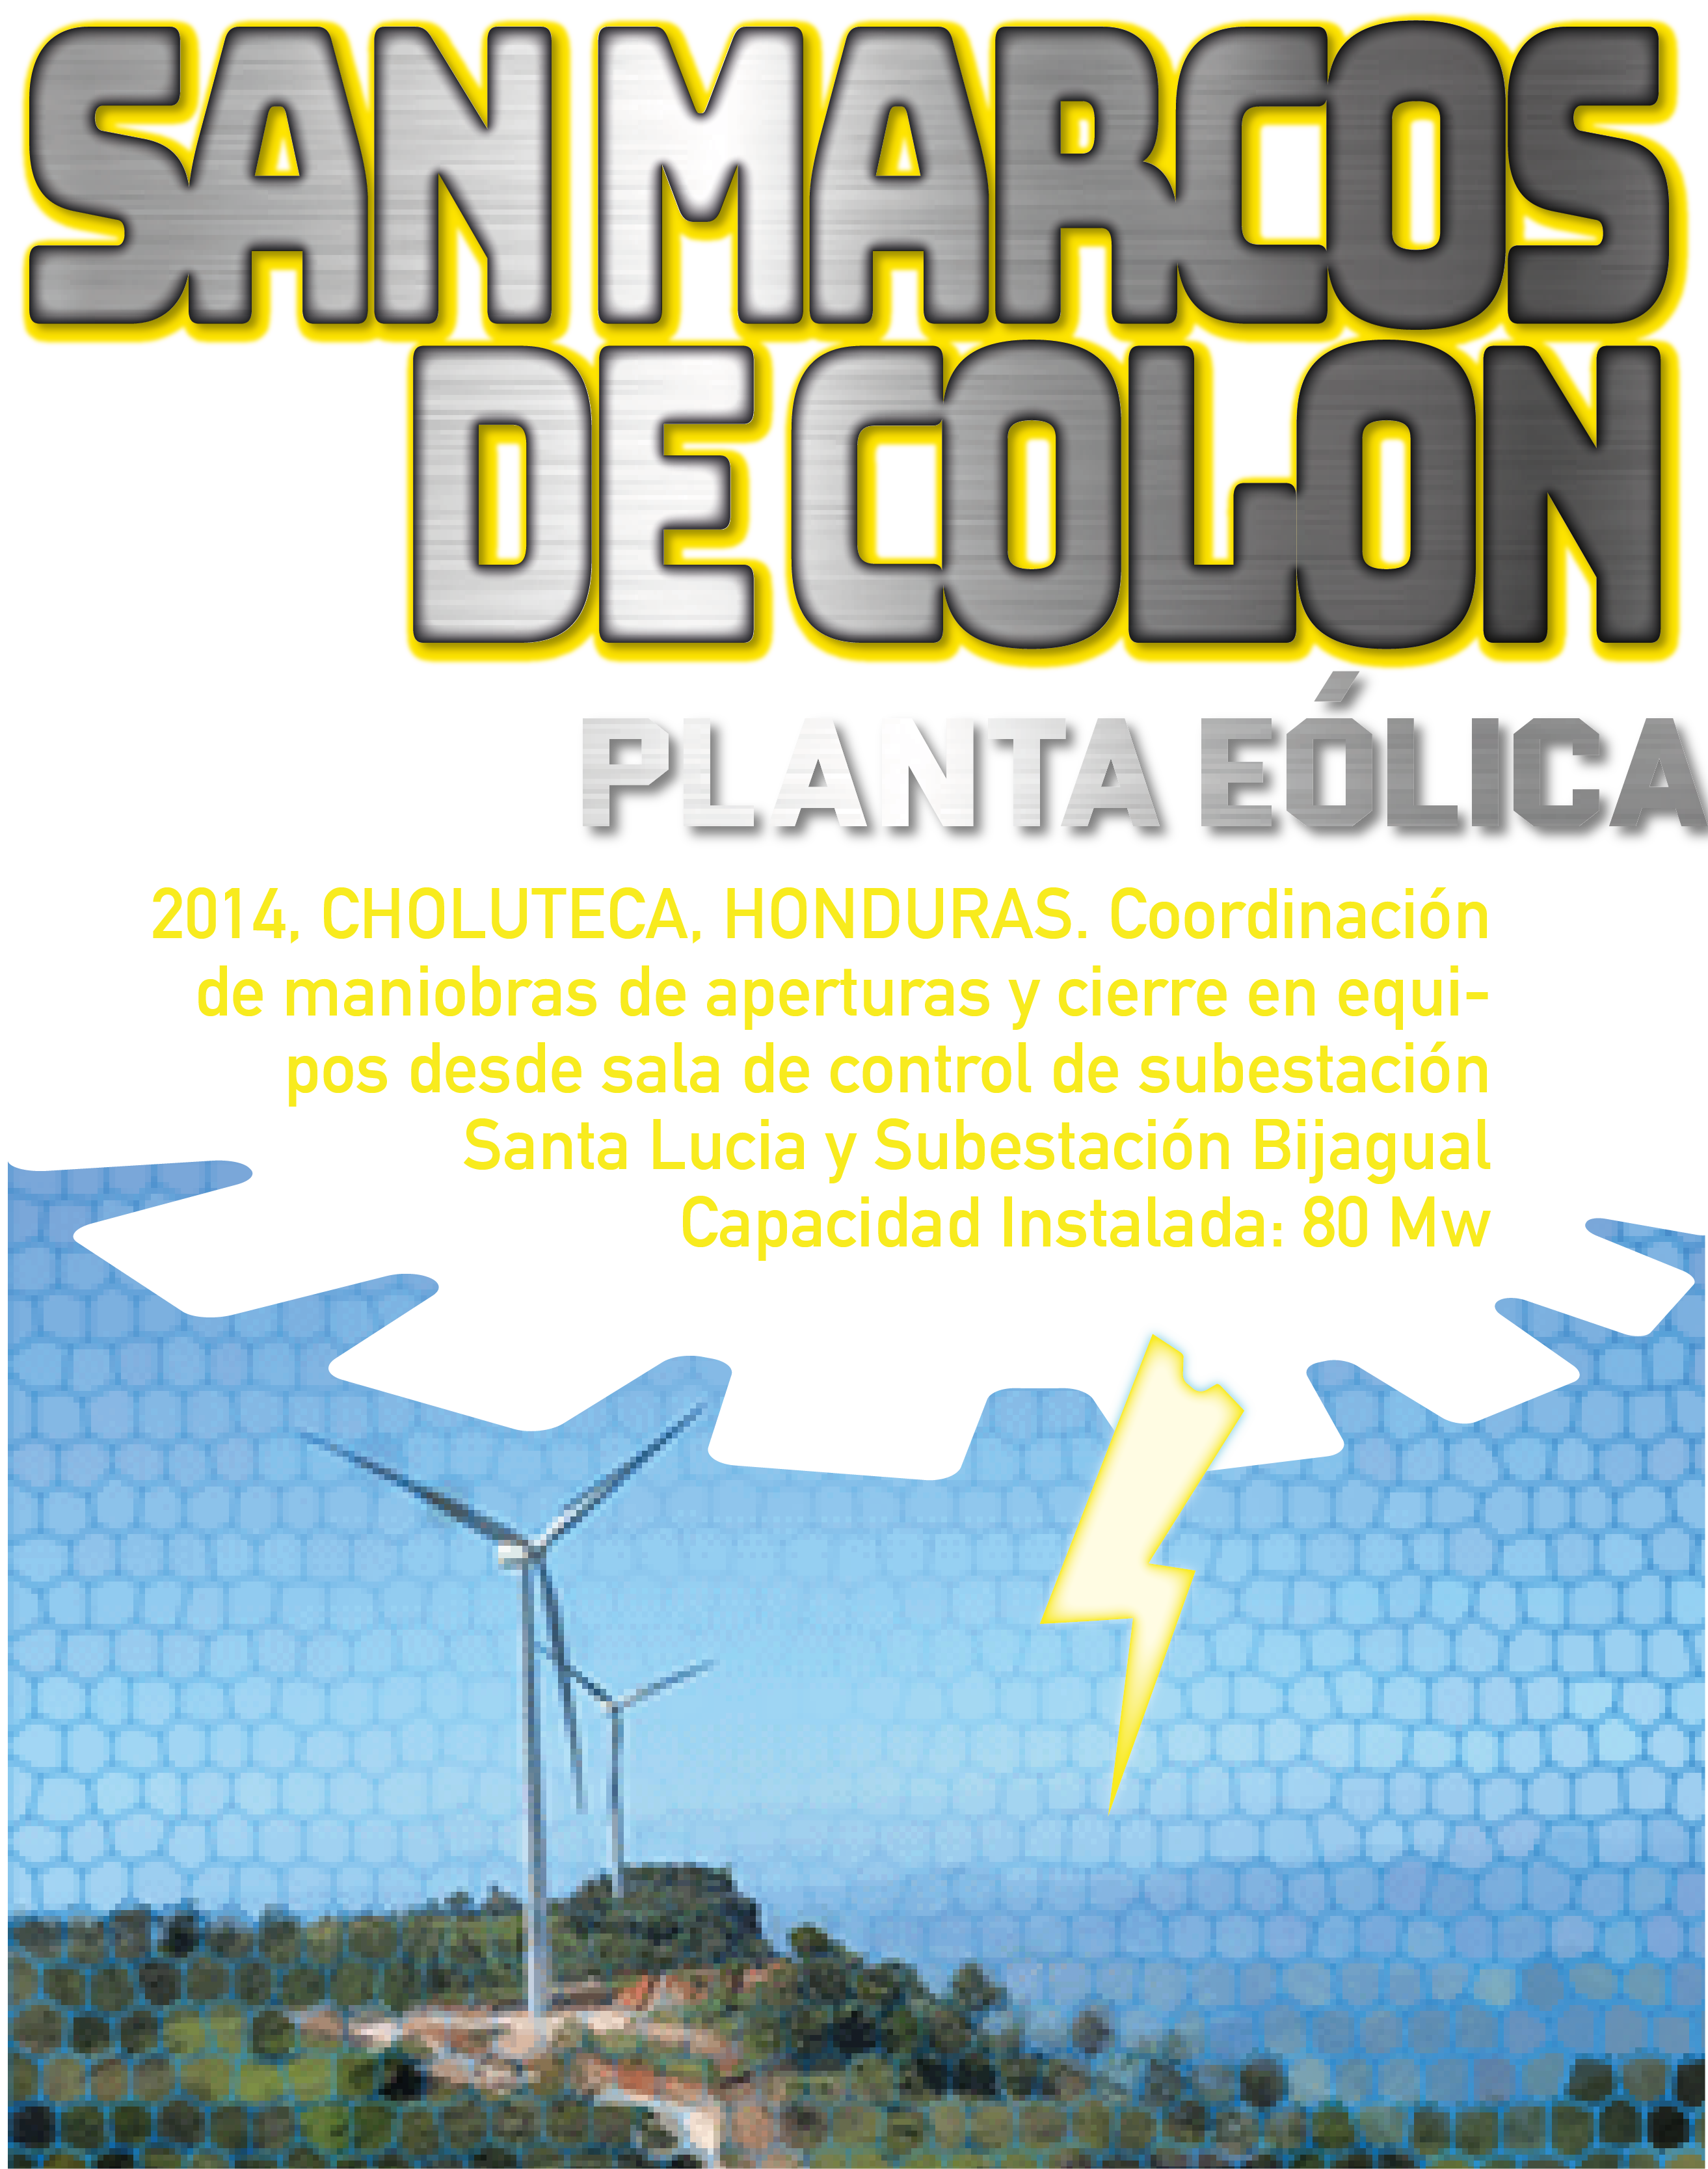 SAN MARCOS
DE COLON
PLANTA EÓLICA
2014, CHOLUTECA, HONDURAS. Coordinación
de maniobras de aperturas y cierre en equi-
pos desde sala de control de subestación
Santa Lucia y Subestación Bijagual
Capacidad Instalada: 80 Mw